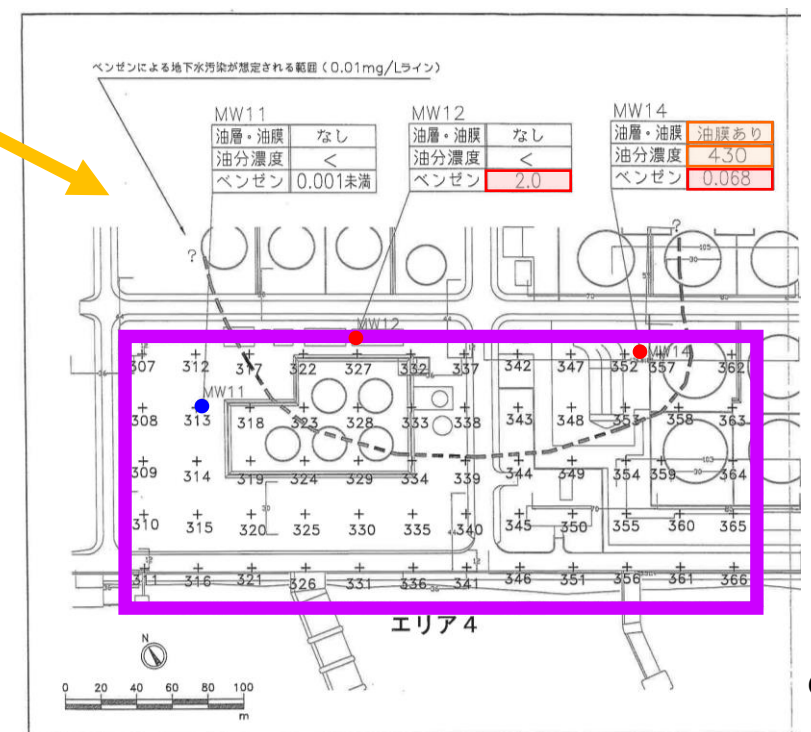 ベンゼンによる地下水汚染が想定される範囲(0.01mg/Lライン)
MW11
油層・油膜 なし
油分濃度 <
ベンゼン 0.001未満
MW12
油層・油膜 なし
油分濃度 <
ベンゼン 2.0
MW14
油層・油膜 油膜あり
油分濃度 430
ベンゼン 0.068
? ?
MW12 MW14
307 312 317 322 327 332 337 342 347 352 357 362
MW11
308 313 318 323 328 333 338 343 348 353 358 363
309 314 319 324 329 334 339 344 349 354 359 364
310 315 320 325 330 335 340 345 350 355 360 365
311 316 321 326 331 336 341 346 351 356 361 366
エリア4
N
0 20 40 60 80 100
m